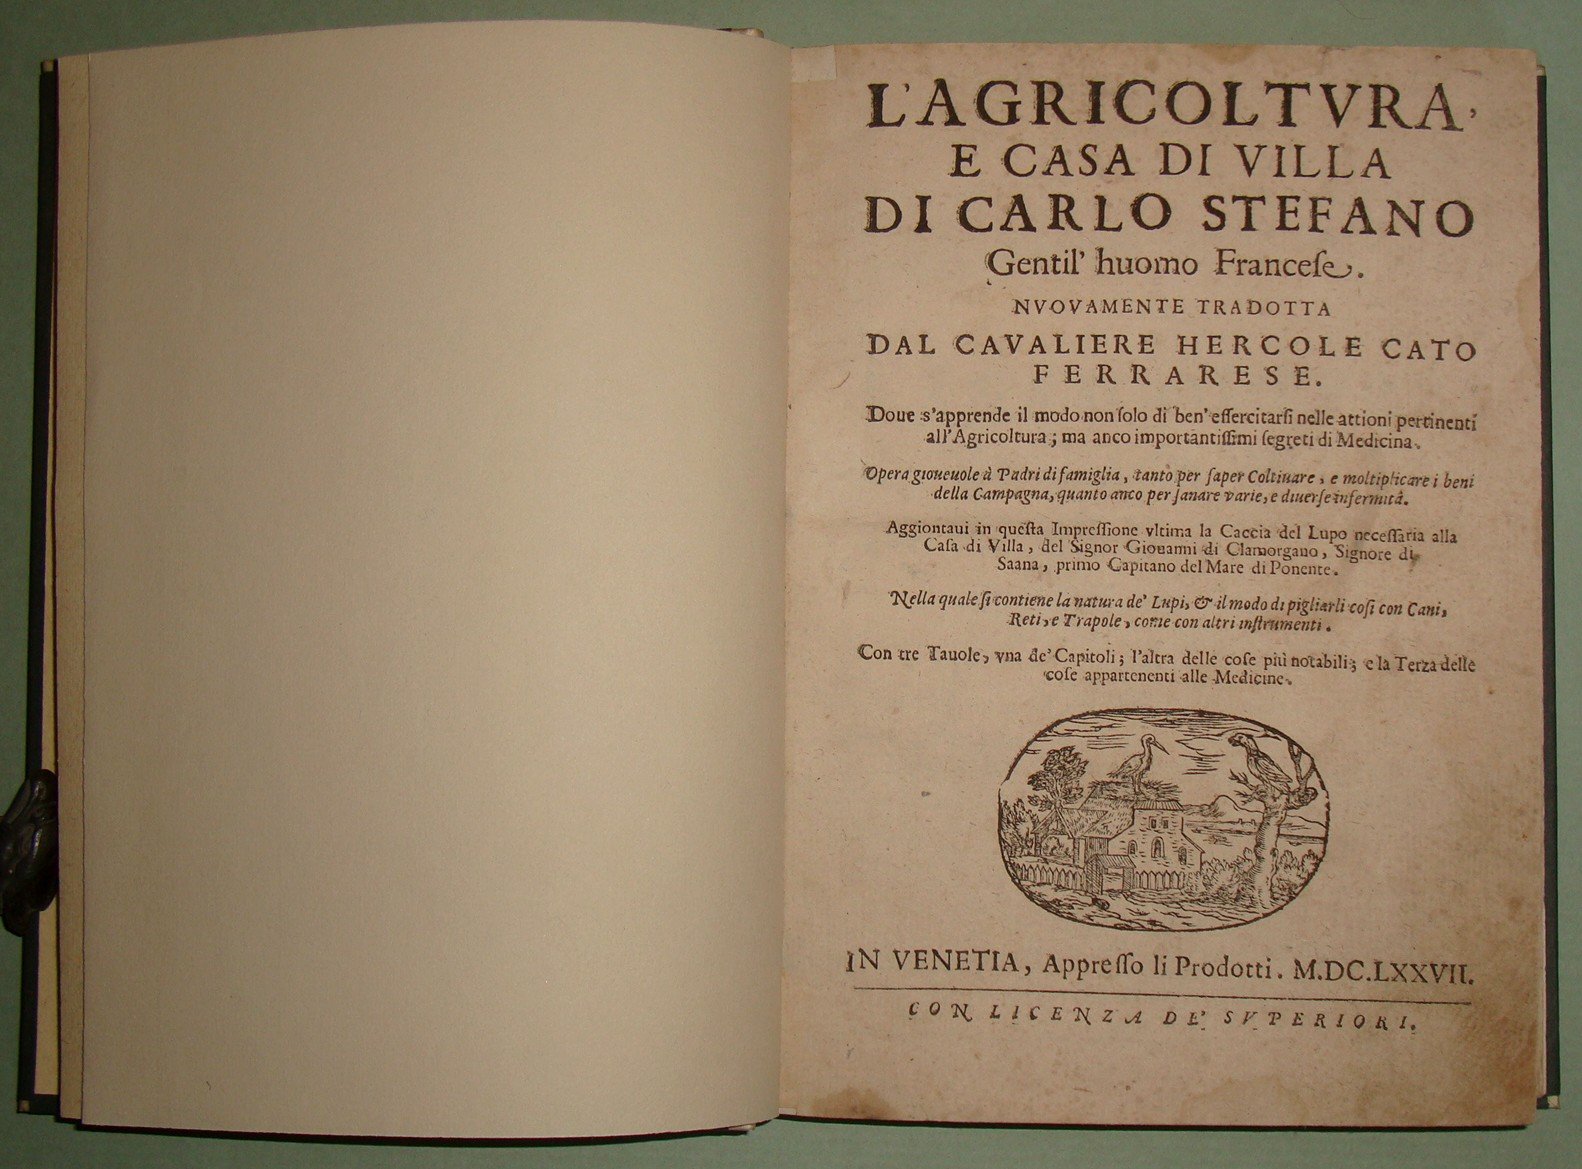 L'AGRICOLTVRA,
E CASA DI VILLA
DI CARLO STEFANO
Gentil' huomo Franceſe.
NVOVAMENTE TRADOTTA
DAL CAVALIERE HERCOLE CATO
FERRARESE.
Doue s'apprende il modo non ſolo di ben' eſſercitarſi nelle attioni pertinenti
all'Agricoltura; ma anco importantiſſimi ſegreti di Medicina.
Opera gioueuole à Padri di famiglia, tanto per ſaper Coltiuare, e moltiplicare i beni
della Campagna, quanto anco per ſanare varie, e diuerſe infermità.
Aggiontaui in queſta Impreſſione vltima la Caccia del Lupo neceſſaria alla
Caſa di Villa, del Signor Giouanni di Clamorgano, Signore di
Saana, primo Capitano del Mare di Ponente.
Nella quale ſi contiene la natura de' Lupi, & il modo di pigliarli coſi con Cani,
Reti, e Trapole, come con altri inſtrumenti.
Con tre Tauole, vna de' Capitoli; l'altra delle coſe più notabili; e la Terza delle
coſe appartenenti alle Medicine.
IN VENETIA, Appreſſo li Prodotti. M.DC.LXXVII.
CON LICENZA DE' SVPERIORI.